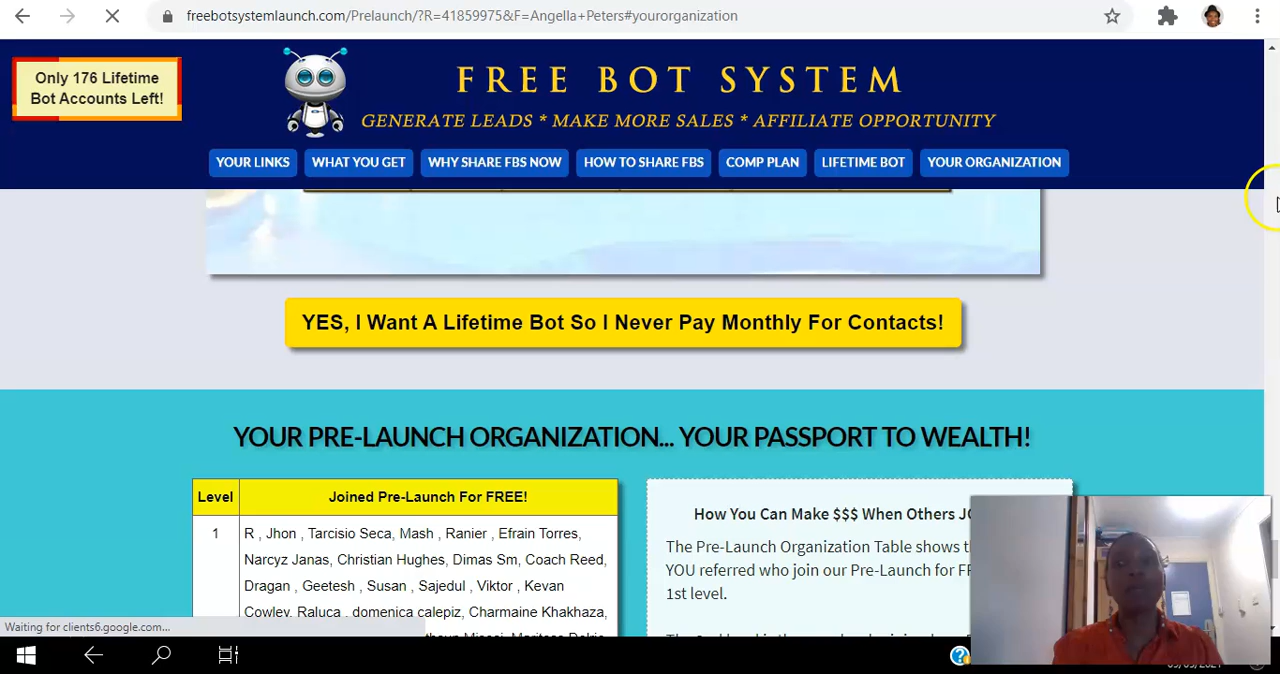 freebotsystemlaunch.com/Prelaunch/?R=41859975&F=Angella+Peters#yourorganization
Only 176 Lifetime
Bot Accounts Left!
FREE BOT SYSTEM
GENERATE LEADS * MAKE MORE SALES * AFFILIATE OPPORTUNITY
YOUR LINKS
WHAT YOU GET
WHY SHARE FBS NOW
HOW TO SHARE FBS
COMP PLAN
LIFETIME BOT
YOUR ORGANIZATION
YES, I Want A Lifetime Bot So I Never Pay Monthly For Contacts!
YOUR PRE-LAUNCH ORGANIZATION... YOUR PASSPORT TO WEALTH!
Level
Joined Pre-Launch For FREE!
1
R , Jhon , Tarcisio Seca, Mash , Ranier , Efrain Torres,
Narcyz Janas, Christian Hughes, Dimas Sm, Coach Reed,
Dragan , Geetesh , Susan , Sajedul , Viktor , Kevan
Cowley, Raluca , domenica calepiz, Charmaine Khakhaza,
How You Can Make $$$ When Others
The Pre-Launch Organization Table shows
YOU referred who join our Pre-Launch for
1st level.
Waiting for clients6.google.com...